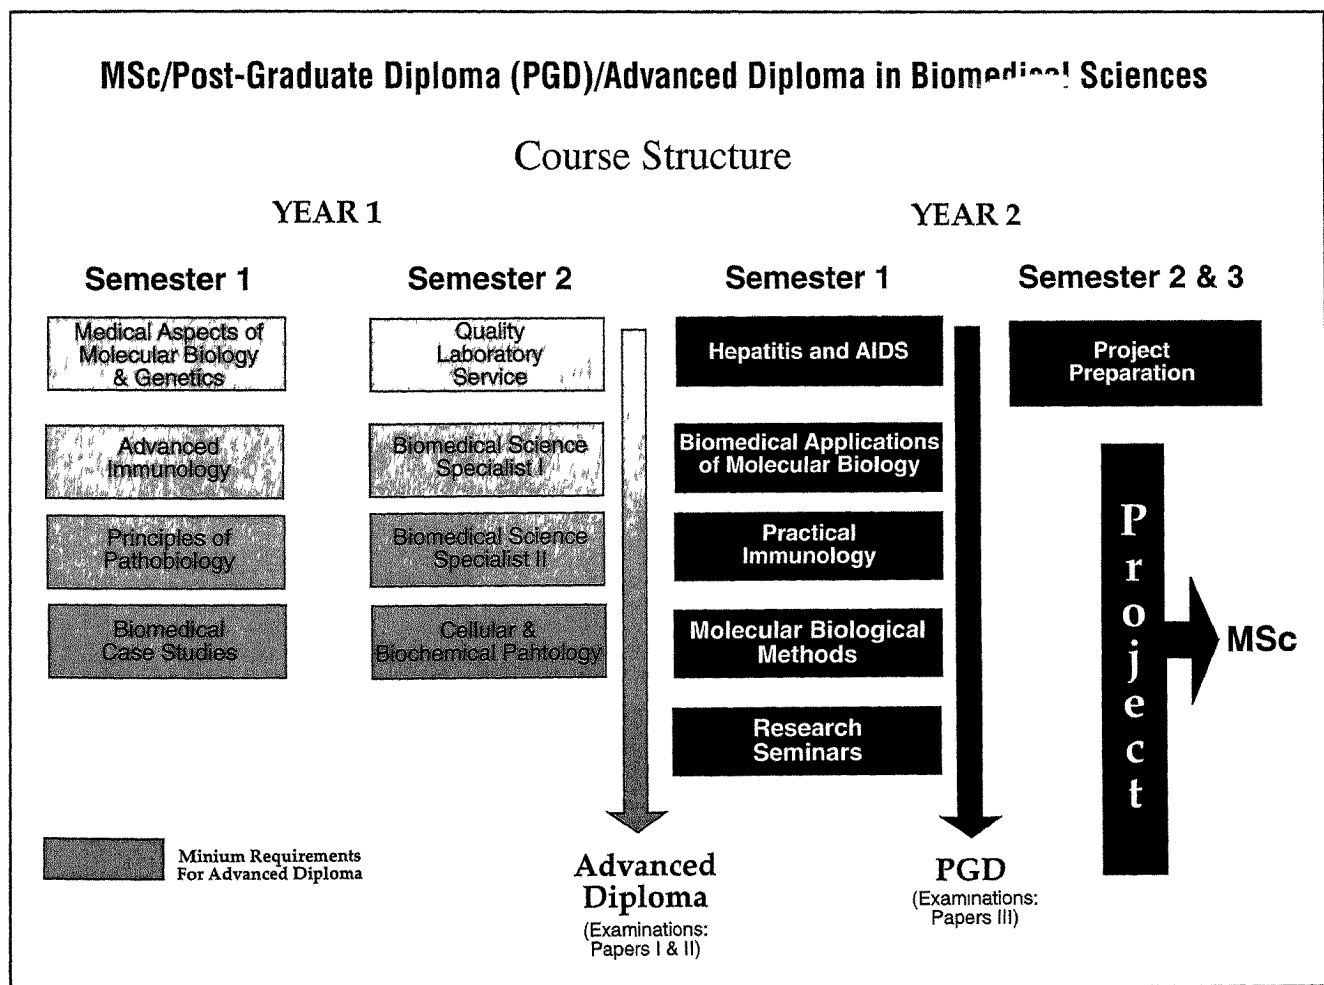 MSc/Post-Graduate Diploma (PGD)/Advanced Diploma in Biomedical Sciences
Course Structure
YEAR 1
YEAR 2
Semester 1
Semester 2
Semester 1
Semester 2 & 3
Medical Aspects of
Molecular Biology
& Genetics
Advanced
Immunology
Principles of
Pathobiology
Biomedical
Case Studies
Quality
Laboratory
Service
Biomedical Science
Specialist I
Biomedical Science
Specialist II
Cellular &
Biochemical Pahtology
Hepatitis and AIDS
Biomedical Applications
of Molecular Biology
Practical
Immunology
Molecular Biological
Methods
Research
Seminars
Project
Preparation
Project
MSc
Minium Requirements
For Advanced Diploma
Advanced
Diploma
(Examinations:
Papers I & II)
PGD
(Examinations:
Papers III)